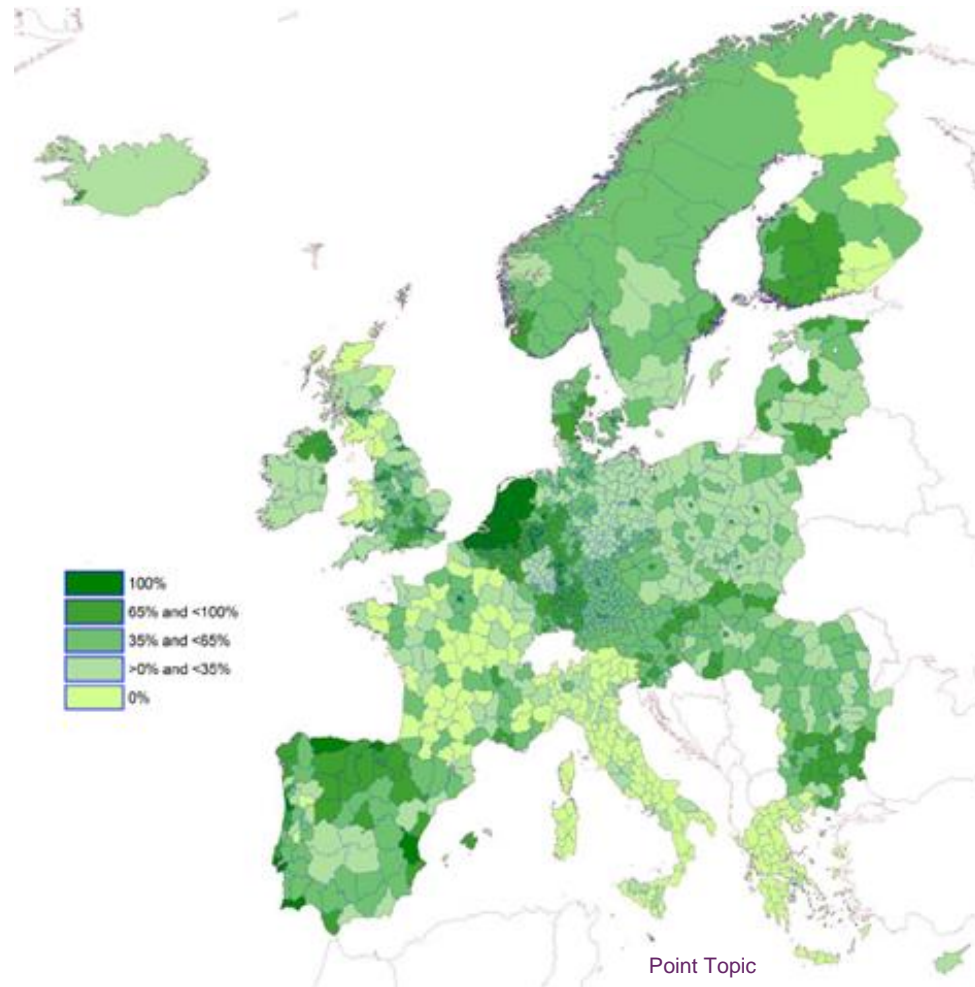 100%
65% and <100%
35% and <65%
>0% and <35%
0%
Point Topic